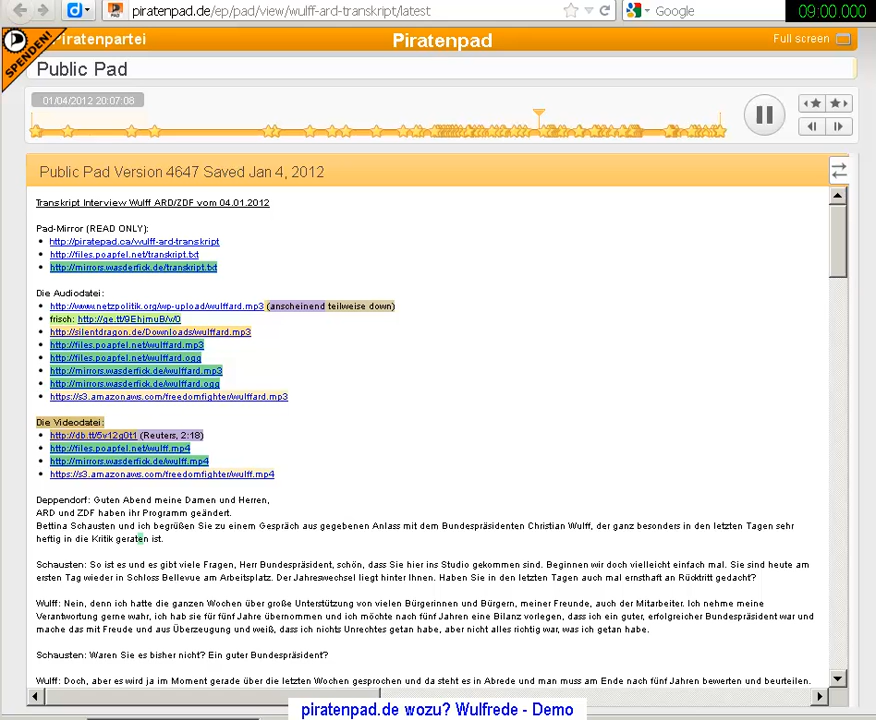 piratenpad.de/ep/pad/view/wulff-ard-transkript/latest
Google
09:00.000
SPENDEN!
Piratenpartei
Piratenpad
Full screen
Public Pad
01/04/2012 20:07:08
Public Pad Version 4647 Saved Jan 4, 2012
Transkript Interview Wulff ARD/ZDF vom 04.01.2012
Pad-Mirror (READ ONLY):
http://piratepad.ca/wulff-ard-transkript
http://files.poapfel.net/transkript.txt
http://mirrors.wasderfick.de/transkript.txt
Die Audiodatei:
http://www.netzpolitik.org/wp-upload/wulffard.mp3 (anscheinend teilweise down)
frisch: http://ge.tt/9EhjmuB/v/0
http://silentdragon.de/Downloads/wulffard.mp3
http://files.poapfel.net/wulffard.mp3
http://files.poapfel.net/wulffard.ogg
http://mirrors.wasderfick.de/wulffard.mp3
http://mirrors.wasderfick.de/wulffard.ogg
https://s3.amazonaws.com/freedomfighter/wulffard.mp3
Die Videodatei:
http://db.tt/5v12g0t1 (Reuters, 2:18)
http://files.poapfel.net/wulff.mp4
http://mirrors.wasderfick.de/wulff.mp4
https://s3.amazonaws.com/freedomfighter/wulff.mp4
Deppendorf: Guten Abend meine Damen und Herren,
ARD und ZDF haben ihr Programm geändert.
Bettina Schausten und ich begrüßen Sie zu einem Gespräch aus gegebenen Anlass mit dem Bundespräsidenten Christian Wulff, der ganz besonders in den letzten Tagen sehr
heftig in die Kritik geraten ist.
Schausten: So ist es und es gibt viele Fragen, Herr Bundespräsident, schön, dass Sie hier ins Studio gekommen sind. Beginnen wir doch vielleicht einfach mal. Sie sind heute am
ersten Tag wieder in Schloss Bellevue am Arbeitsplatz. Der Jahreswechsel liegt hinter Ihnen. Haben Sie in den letzten Tagen auch mal ernsthaft an Rücktritt gedacht?
Wulff: Nein, denn ich hatte die ganzen Wochen über große Unterstützung von vielen Bürgerinnen und Bürgern, meiner Freunde, auch der Mitarbeiter. Ich nehme meine
Verantwortung gerne wahr, ich hab sie für fünf Jahre übernommen und ich möchte nach fünf Jahren eine Bilanz vorlegen, dass ich ein guter, erfolgreicher Bundespräsident war und
mache das mit Freude und aus Überzeugung und weiß, dass ich nichts Unrechtes getan habe, aber nicht alles richtig war, was ich getan habe.
Schausten: Waren Sie es bisher nicht? Ein guter Bundespräsident?
Wulff: Doch, aber es wird ja im Moment gerade über die letzten Wochen gesprochen und da steht es in Abrede und man muss am Ende nach fünf Jahren bewerten und beurteilen.
piratenpad.de wozu? Wulfrede - Demo